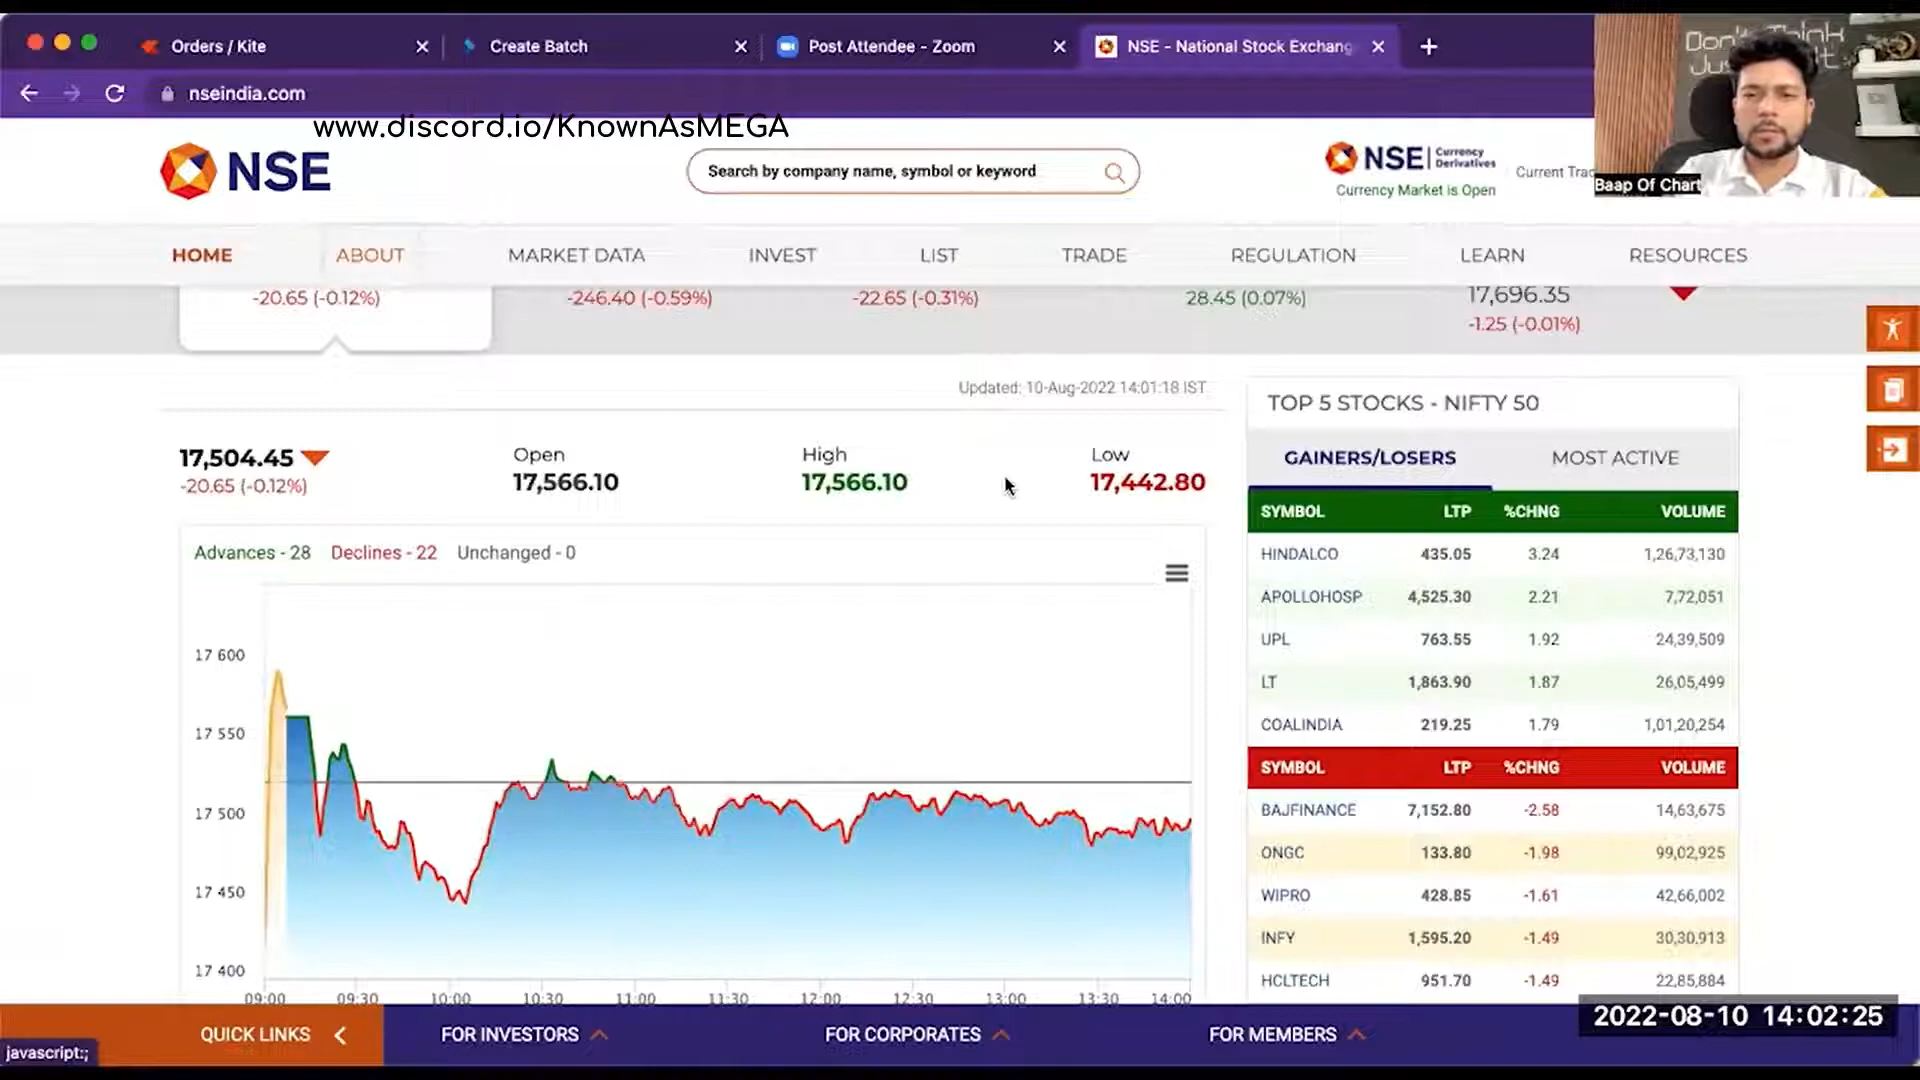 Orders / Kite
Create Batch
Post Attendee - Zoom
NSE - National Stock Exchang
nseindia.com
www.discord.io/KnownAsMEGA
Don't Think
Baap Of Chart
NSE
Search by company name, symbol or keyword
NSE Currency Derivatives
Currency Market is Open
Current Trad
HOME ABOUT MARKET DATA INVEST LIST TRADE REGULATION LEARN RESOURCES
-20.65 (-0.12%) -246.40 (-0.59%) -22.65 (-0.31%) 28.45 (0.07%) 17,696.35
-1.25 (-0.01%)
Updated: 10-Aug-2022 14:01:18 IST
17,504.45
-20.65 (-0.12%)
Open
17,566.10
High
17,566.10
Low
17,442.80
Advances - 28 Declines - 22 Unchanged - 0
17 600
17 550
17 500
17 450
17 400
09:00 09:30 10:00 10:30 11:00 11:30 12:00 12:30 13:00 13:30 14:00
TOP 5 STOCKS - NIFTY 50
GAINERS/LOSERS MOST ACTIVE
SYMBOL LTP %CHNG VOLUME
HINDALCO 435.05 3.24 1,26,73,130
APOLLOHOSP 4,525.30 2.21 7,72,051
UPL 763.55 1.92 24,39,509
LT 1,863.90 1.87 26,05,499
COALINDIA 219.25 1.79 1,01,20,254
SYMBOL LTP %CHNG VOLUME
BAJFINANCE 7,152.80 -2.58 14,63,675
ONGC 133.80 -1.98 99,02,925
WIPRO 428.85 -1.61 42,66,002
INFY 1,595.20 -1.49 30,30,913
HCLTECH 951.70 -1.49 22,85,884
2022-08-10 14:02:25
QUICK LINKS FOR INVESTORS FOR CORPORATES FOR MEMBERS
javascript:;